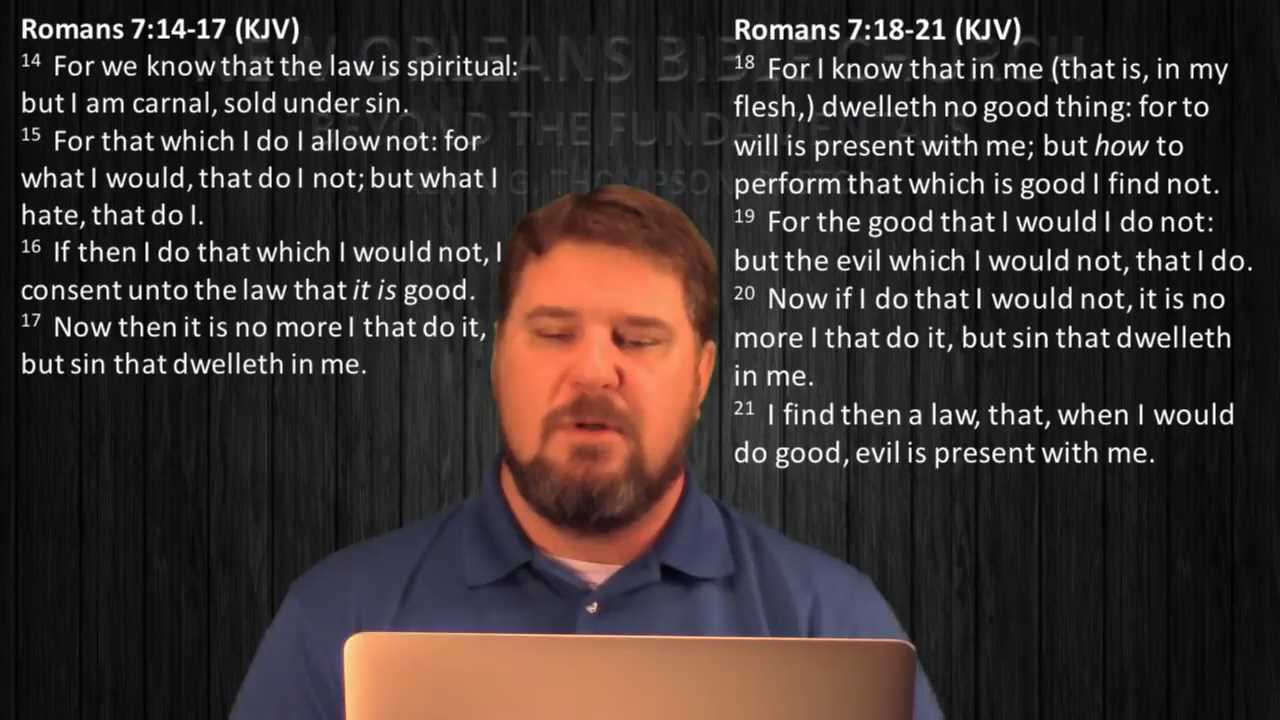 NEW ORLEANS BIBLE CHURCH
BEYOND THE FUNDAMENTALS
G. THOMPSON
Romans 7:14-17 (KJV)
14 For we know that the law is spiritual:
but I am carnal, sold under sin.
15 For that which I do I allow not: for
what I would, that do I not; but what I
hate, that do I.
16 If then I do that which I would not, I
consent unto the law that it is good.
17 Now then it is no more I that do it,
but sin that dwelleth in me.
Romans 7:18-21 (KJV)
18 For I know that in me (that is, in my
flesh,) dwelleth no good thing: for to
will is present with me; but how to
perform that which is good I find not.
19 For the good that I would I do not:
but the evil which I would not, that I do.
20 Now if I do that I would not, it is no
more I that do it, but sin that dwelleth
in me.
21 I find then a law, that, when I would
do good, evil is present with me.